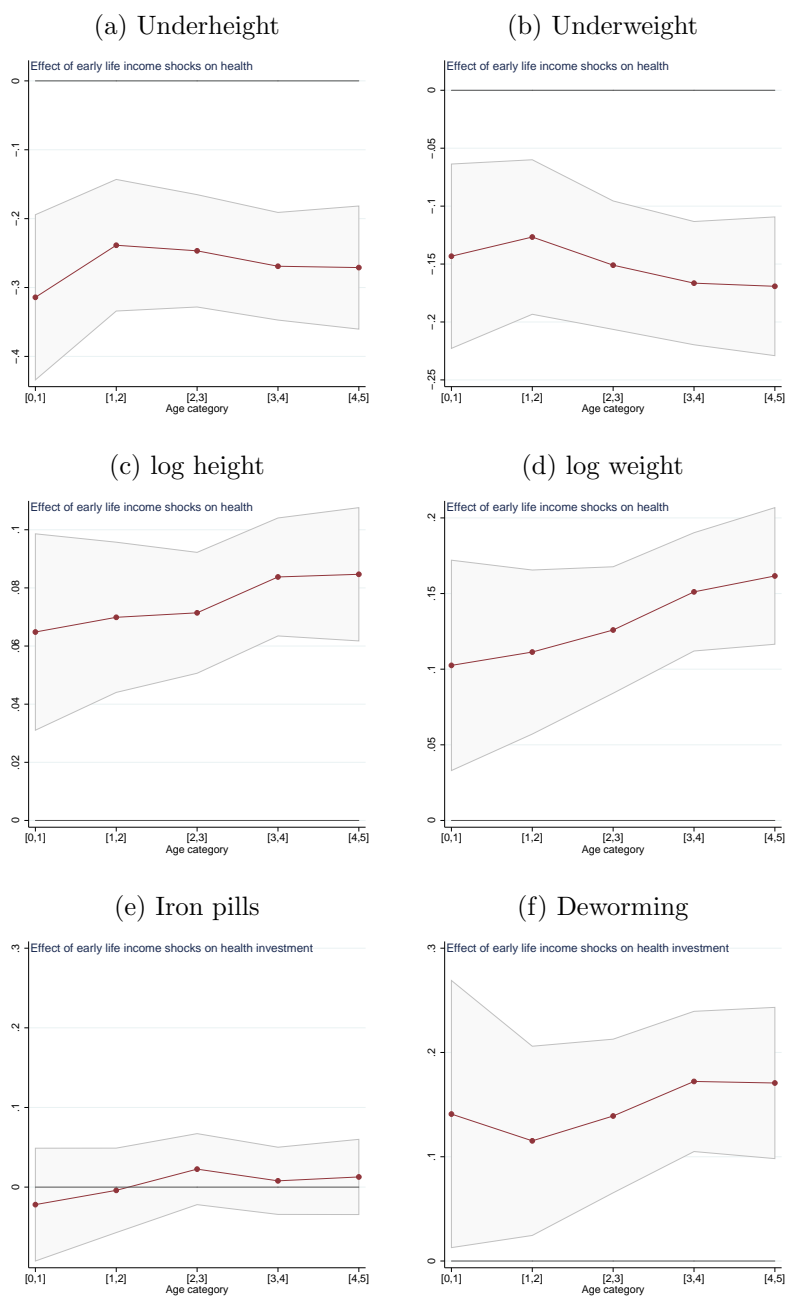 (a) Underheight
Effect of early life income shocks on health
0
−.1
−.2
−.3
−.4
[0,1] [1,2] [2,3] [3,4] [4,5]
Age category
(b) Underweight
Effect of early life income shocks on health
0
−.05
−.1
−.15
−.2
−.25
[0,1] [1,2] [2,3] [3,4] [4,5]
Age category
(c) log height
Effect of early life income shocks on health
.1
.08
.06
.04
.02
0
[0,1] [1,2] [2,3] [3,4] [4,5]
Age category
(d) log weight
Effect of early life income shocks on health
.2
.15
.1
.05
0
[0,1] [1,2] [2,3] [3,4] [4,5]
Age category
(e) Iron pills
Effect of early life income shocks on health investment
.3
.2
.1
0
[0,1] [1,2] [2,3] [3,4] [4,5]
Age category
(f) Deworming
Effect of early life income shocks on health investment
.3
.2
.1
0
[0,1] [1,2] [2,3] [3,4] [4,5]
Age category